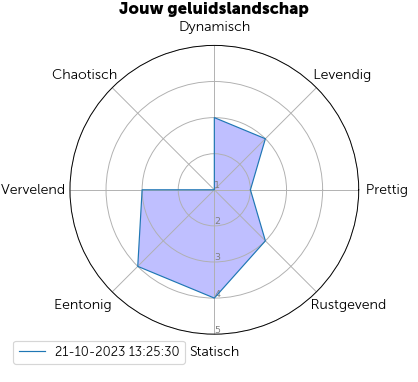 Jouw geluidslandschap
Dynamisch
Chaotisch
Levendig
Vervelend
Prettig
1
2
3
4
5
Eentonig
Rustgevend
Statisch
21-10-2023 13:25:30